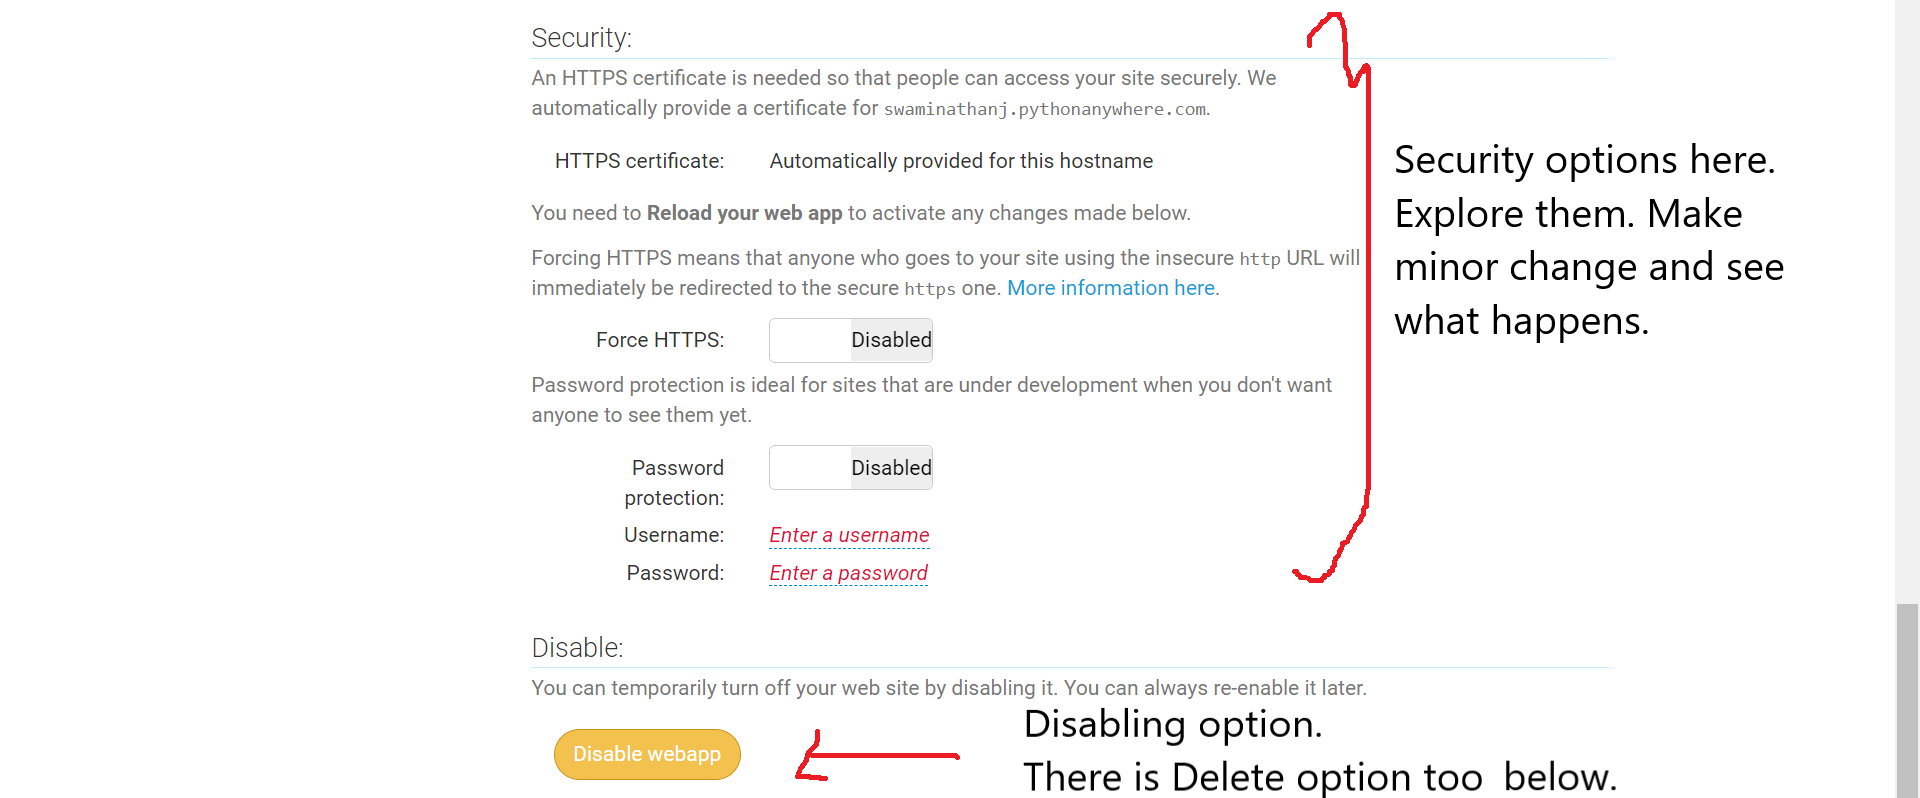 Security:
An HTTPS certificate is needed so that people can access your site securely. We
automatically provide a certificate for swaminathanj.pythonanywhere.com.
HTTPS certificate: Automatically provided for this hostname
You need to Reload your web app to activate any changes made below.
Forcing HTTPS means that anyone who goes to your site using the insecure http URL will
immediately be redirected to the secure https one. More information here.
Force HTTPS: Disabled
Password protection is ideal for sites that are under development when you don't want
anyone to see them yet.
Password Disabled
protection:
Username: Enter a username
Password: Enter a password
Security options here.
Explore them. Make
minor change and see
what happens.
Disable:
You can temporarily turn off your web site by disabling it. You can always re-enable it later.
Disable webapp
Disabling option.
There is Delete option too below.